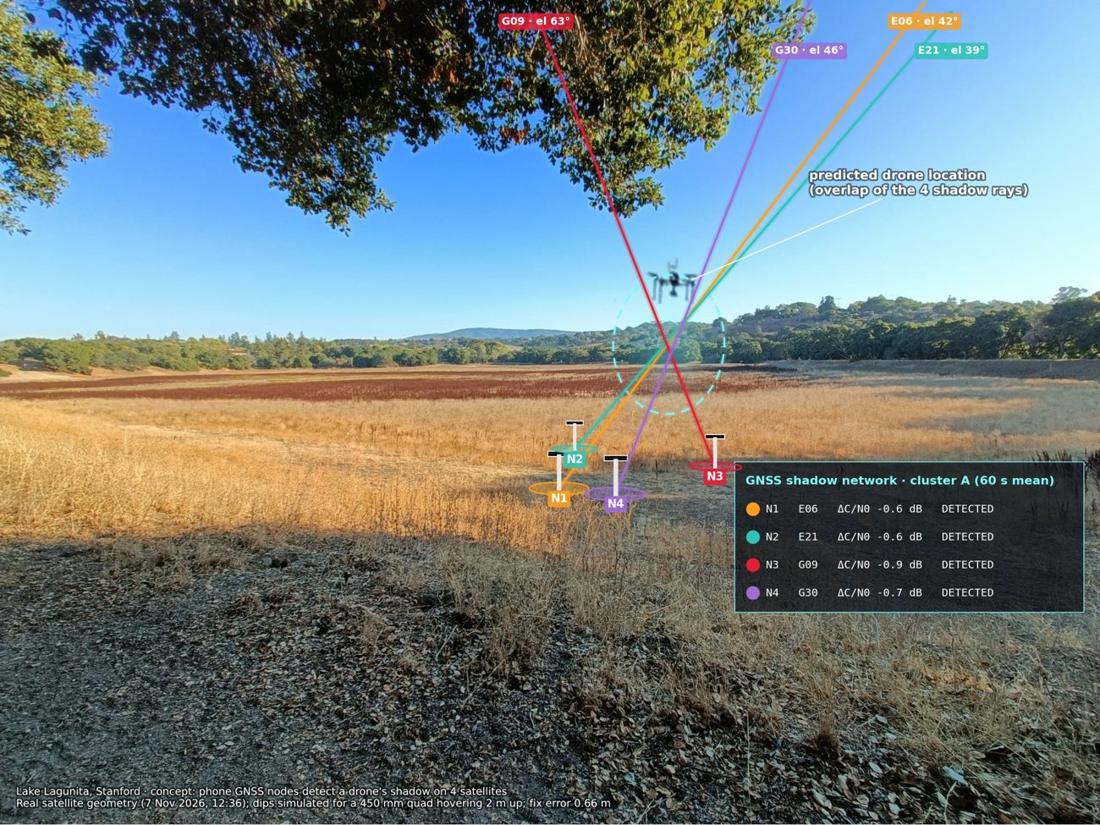 G09 · el 63°
E06 · el 42°
G30 · el 46°
E21 · el 39°
predicted drone location
(overlap of the 4 shadow rays)
N2
N1
N4
N3
GNSS shadow network · cluster A (60 s mean)
N1 E06 ΔC/N0 -0.6 dB DETECTED
N2 E21 ΔC/N0 -0.6 dB DETECTED
N3 G09 ΔC/N0 -0.9 dB DETECTED
N4 G30 ΔC/N0 -0.7 dB DETECTED
Lake Lagunita, Stanford · concept: phone GNSS nodes detect a drone's shadow on 4 satellites
Real satellite geometry (7 Nov 2026, 12:36); dips simulated for a 450 mm quad hovering 2 m up; fix error 0.66 m